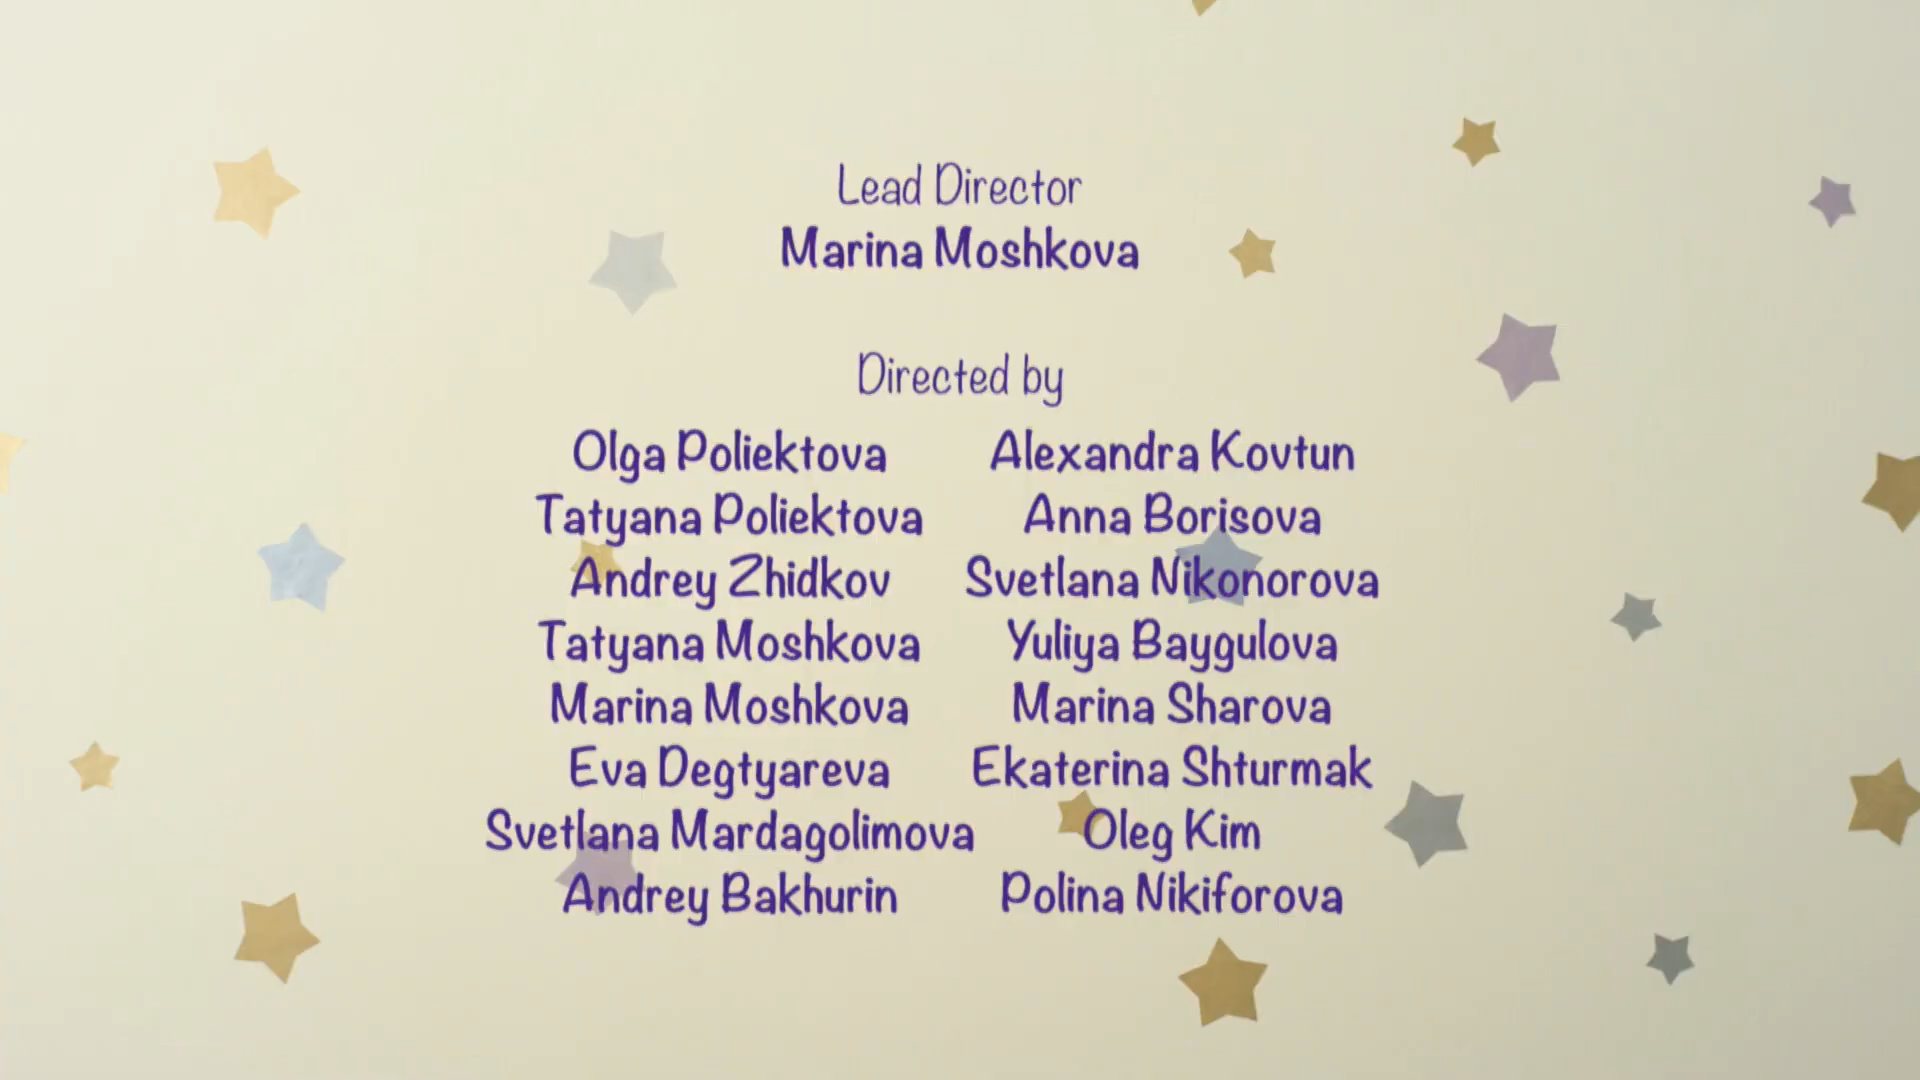 Lead Director
Marina Moshkova
Directed by
Olga Poliektova
Tatyana Poliektova
Andrey Zhidkov
Tatyana Moshkova
Marina Moshkova
Eva Degtyareva
Svetlana Mardagolimova
Andrey Bakhurin
Alexandra Kovtun
Anna Borisova
Svetlana Nikonorova
Yuliya Baygulova
Marina Sharova
Ekaterina Shturmak
Oleg Kim
Polina Nikiforova